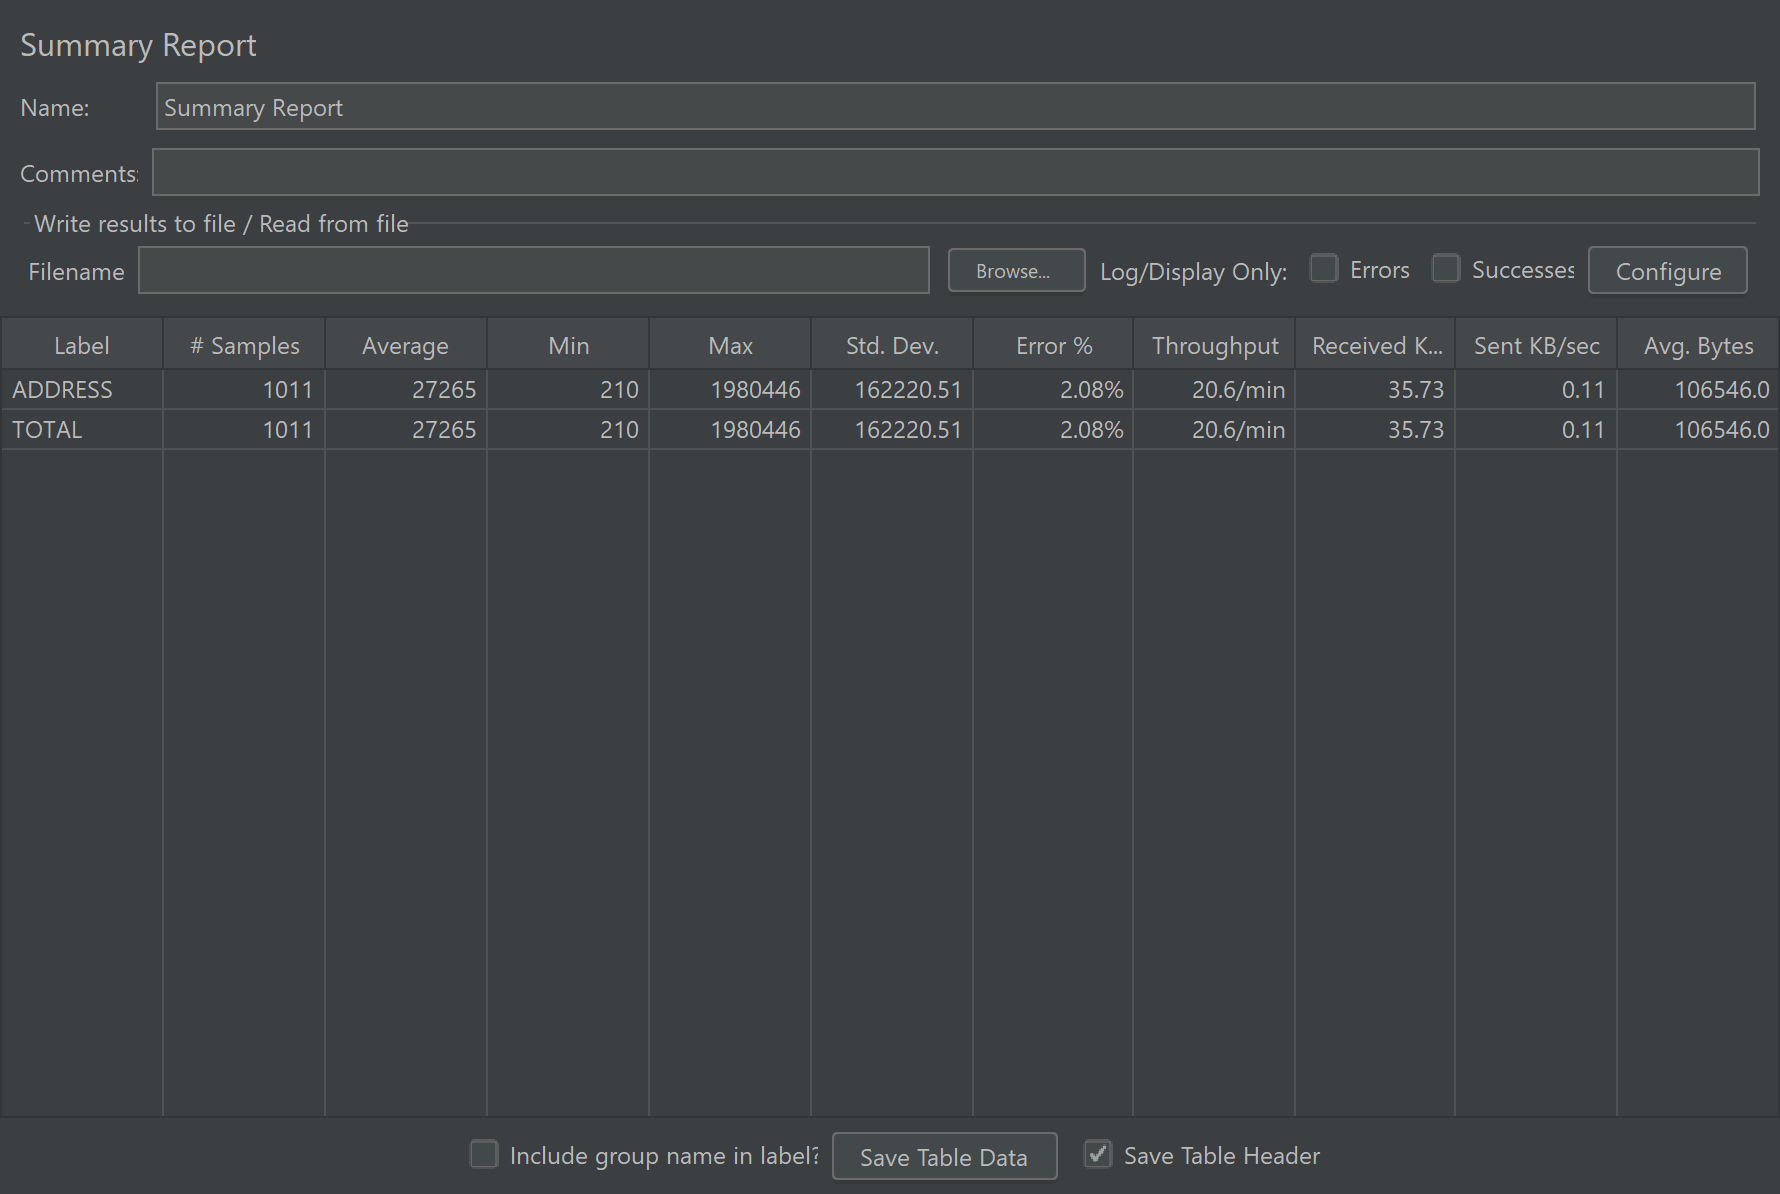 Summary Report
Name: Summary Report
Comments:
Write results to file / Read from file
Filename Browse... Log/Display Only: Errors Successes Configure
Label # Samples Average Min Max Std. Dev. Error % Throughput Received K... Sent KB/sec Avg. Bytes
ADDRESS 1011 27265 210 1980446 162220.51 2.08% 20.6/min 35.73 0.11 106546.0
TOTAL 1011 27265 210 1980446 162220.51 2.08% 20.6/min 35.73 0.11 106546.0
Include group name in label? Save Table Data Save Table Header